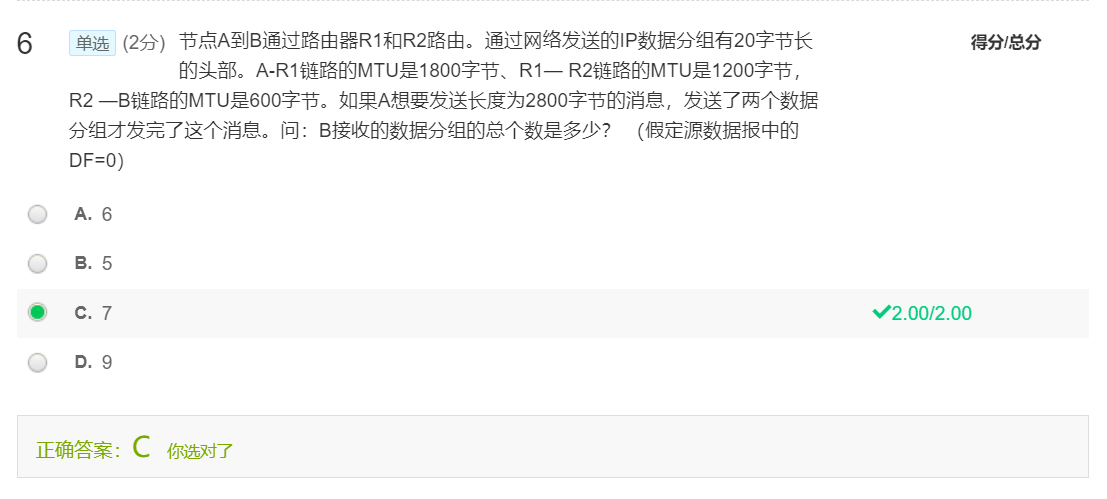 6 单选 (2分) 节点A到B通过路由器R1和R2路由。通过网络发送的IP数据分组有20字节长 得分/总分
的头部。A-R1链路的MTU是1800字节、R1— R2链路的MTU是1200字节，
R2 —B链路的MTU是600字节。如果A想要发送长度为2800字节的消息，发送了两个数据
分组才发完了这个消息。问：B接收的数据分组的总个数是多少？ （假定源数据报中的
DF=0）
A. 6
B. 5
C. 7 2.00/2.00
D. 9
正确答案：C 你选对了